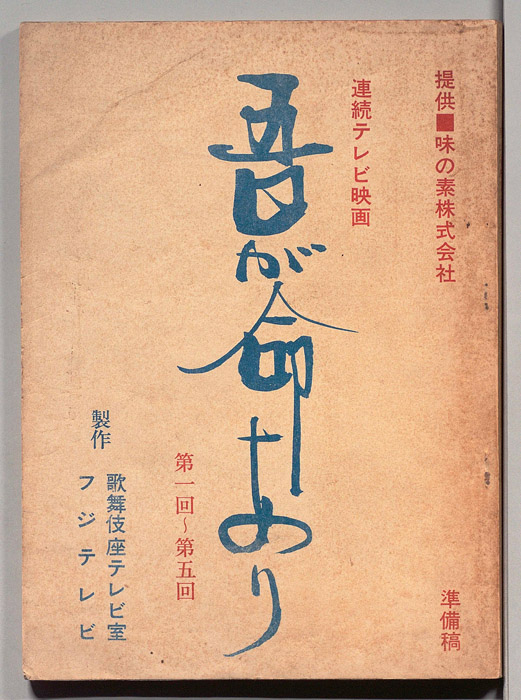 提供■味の素株式会社
連続テレビ映画
吾が命あり
第一回～第五回
製作
歌舞伎座テレビ室
フジテレビ
準備稿